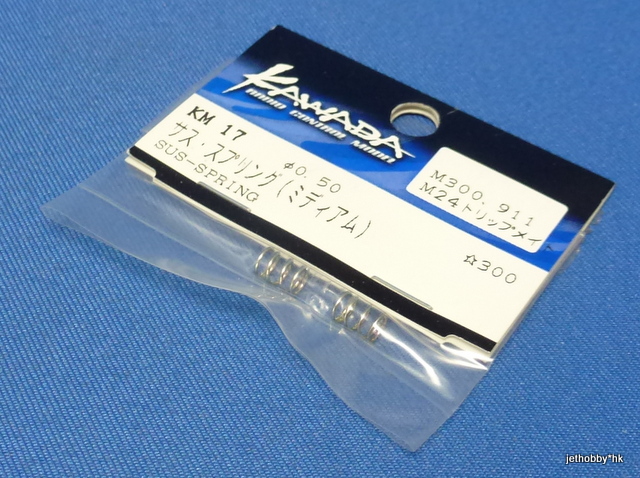 KAWADA
RADIO CONTROL MODEL
M300, 911
M24トリップメイト
KM 17 φ0.50
サス・スプリング(ミディアム)
SUS-SPRING
☆300
jethobby*hk